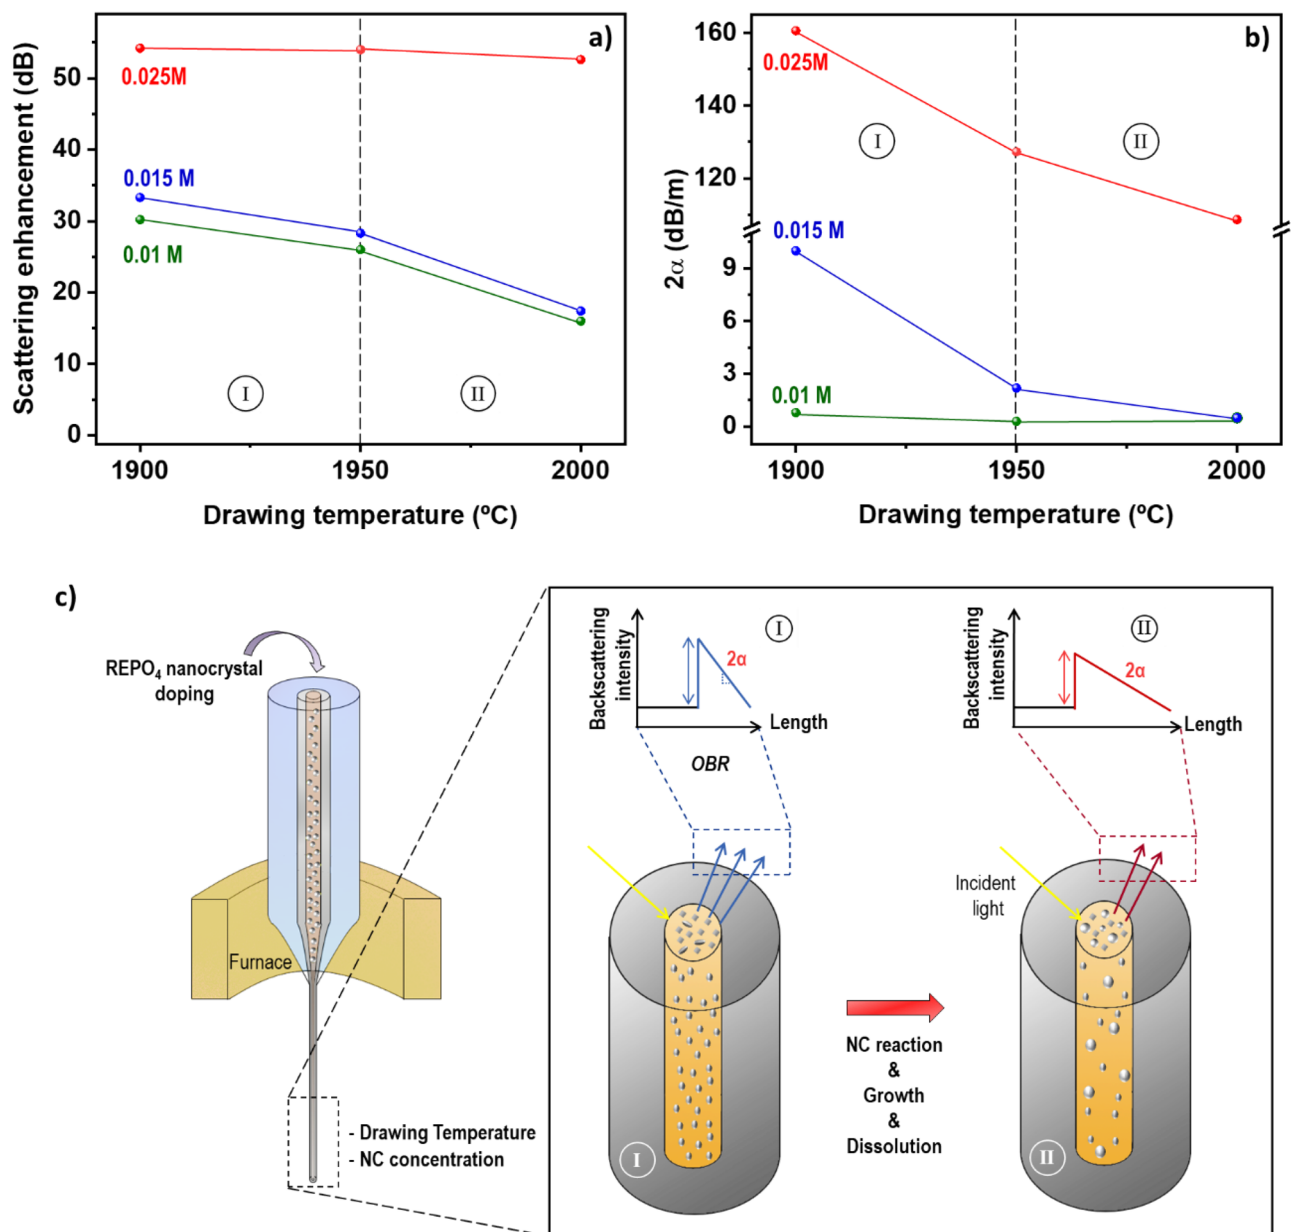 a)
Scattering enhancement (dB)
50
40
30
20
10
0
0.025M
0.015 M
0.01 M
I
II
1900
1950
2000
Drawing temperature (ºC)
b)
2α (dB/m)
160
140
120
9
6
3
0
0.025M
0.015 M
0.01 M
I
II
1900
1950
2000
Drawing temperature (ºC)
c)
REPO₄ nanocrystal
doping
Furnace
- Drawing Temperature
- NC concentration
Backscattering
intensity
I
2α
Length
OBR
I
NC reaction
&
Growth
&
Dissolution
Backscattering
intensity
II
2α
Length
Incident
light
II